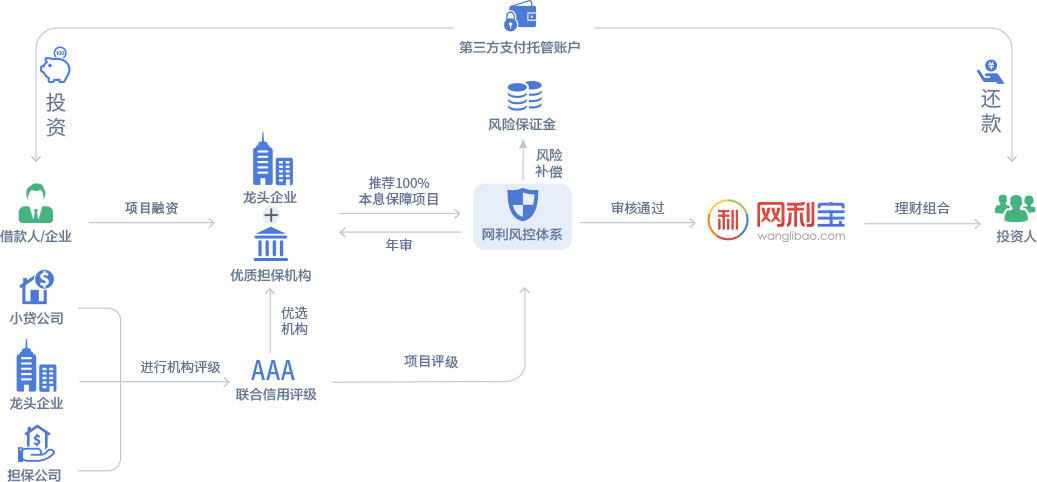 第三方支付托管账户
100
投
资
还
款
¥
风险保证金
风险
补偿
借款人/企业
项目融资
龙头企业
+
优质担保机构
推荐100%
本息保障项目
年审
网利风控体系
审核通过
利
网利宝
wanglibao.com
理财组合
投资人
$
小贷公司
龙头企业
$
担保公司
进行机构评级
优选
机构
AAA
联合信用评级
项目评级